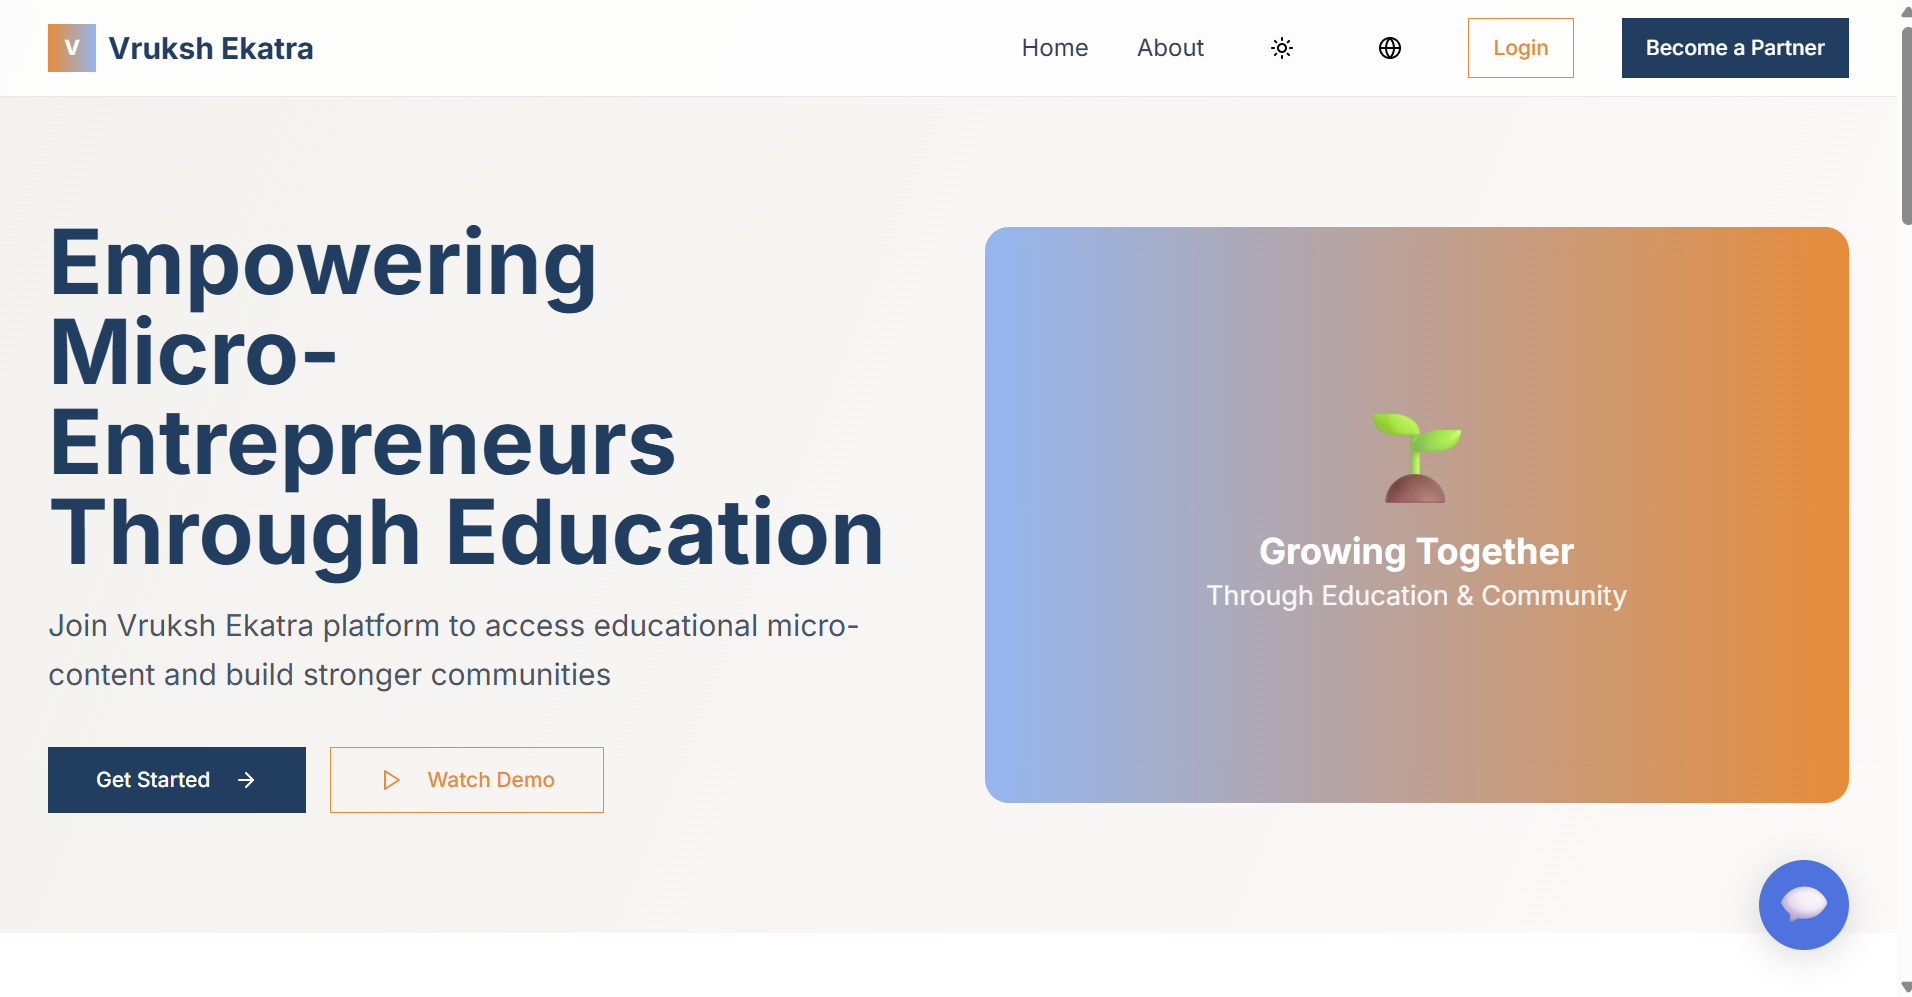 V Vruksh Ekatra Home About Login Become a Partner
Empowering
Micro-
Entrepreneurs
Through Education
Join Vruksh Ekatra platform to access educational micro-
content and build stronger communities
Get Started Watch Demo
Growing Together
Through Education & Community